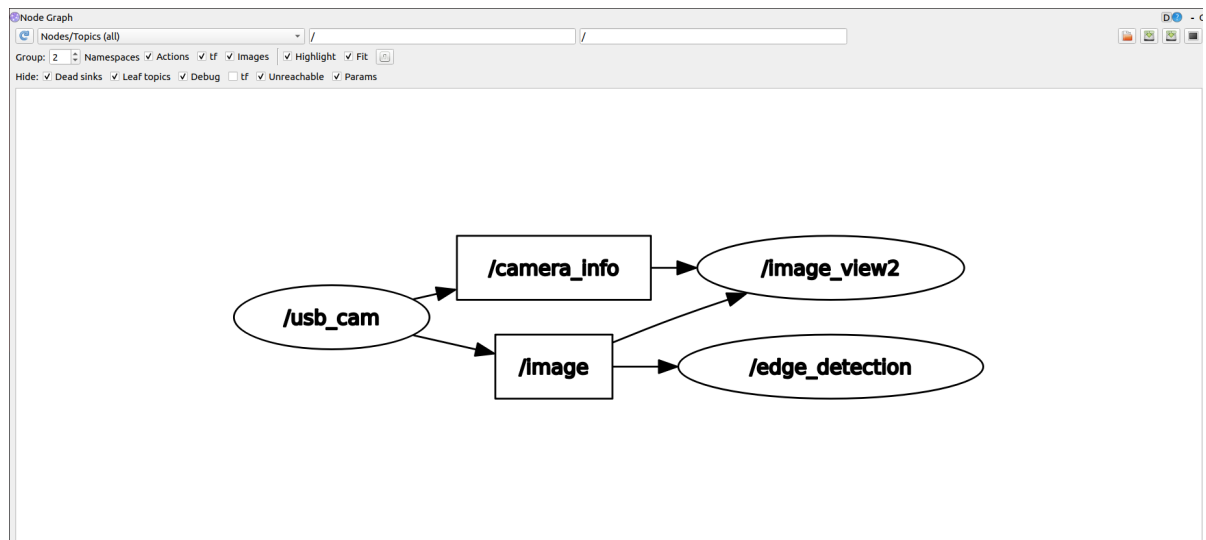 Node Graph D ? - C
Nodes/Topics (all) / /
Group: 2 Namespaces Actions tf Images Highlight Fit
Hide: Dead sinks Leaf topics Debug tf Unreachable Params
/camera_info /image_view2
/usb_cam
/image /edge_detection